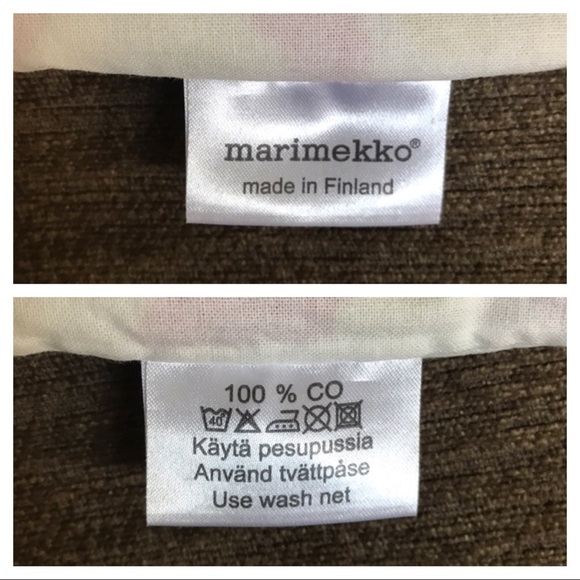 marimekko®
made in Finland
100 % CO
40
Käytä pesupussia
Använd tvättpåse
Use wash net